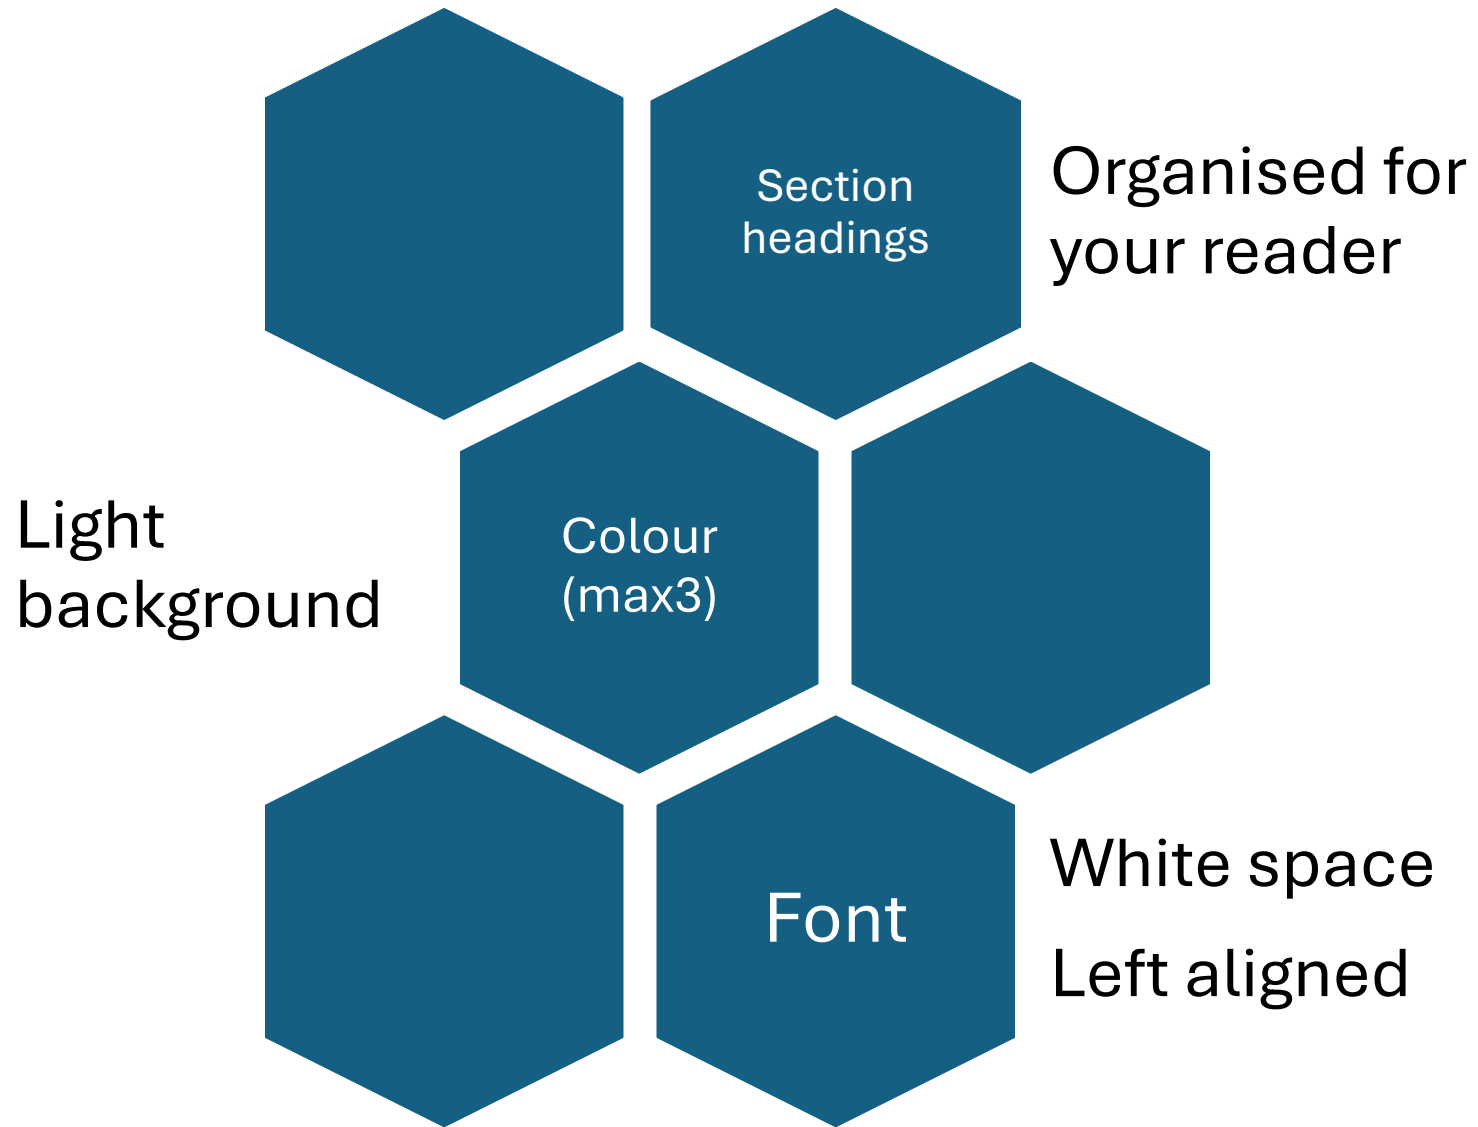 Section
headings
Organised for
your reader
Light
background
Colour
(max3)
Font
White space
Left aligned